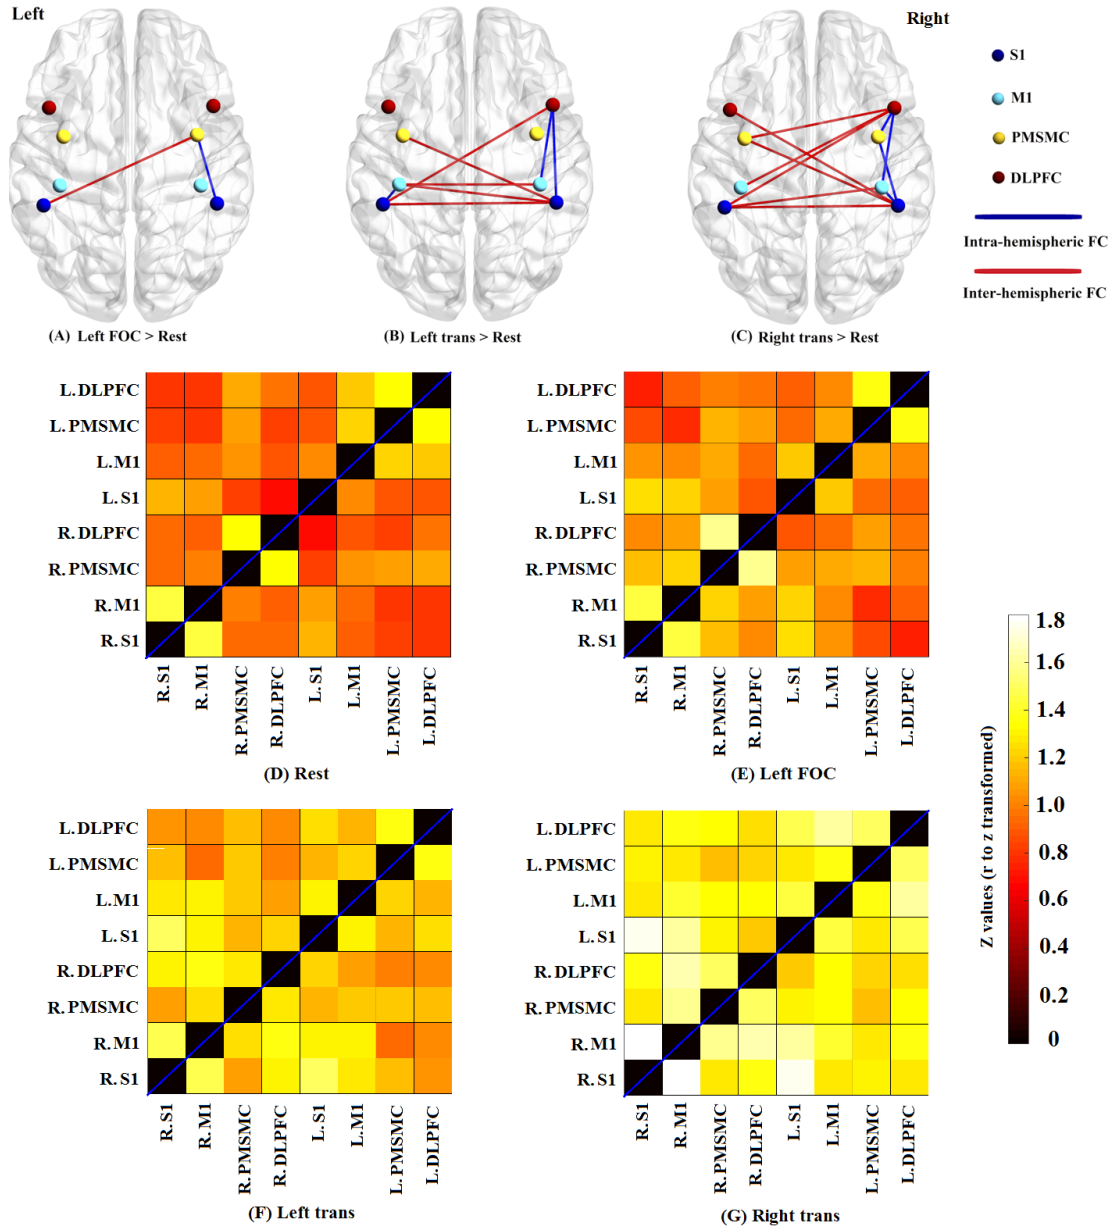 Left
Right
S1
M1
PMSMC
DLPFC
Intra-hemispheric FC
Inter-hemispheric FC
(A) Left FOC > Rest
(B) Left trans > Rest
(C) Right trans > Rest
L. DLPFC
L. PMSMC
L. M1
L. S1
R. DLPFC
R. PMSMC
R. M1
R. S1
R. S1
R. M1
R. PMSMC
R. DLPFC
L. S1
L. M1
L. PMSMC
L. DLPFC
(D) Rest
L. DLPFC
L. PMSMC
L. M1
L. S1
R. DLPFC
R. PMSMC
R. M1
R. S1
R. S1
R. M1
R. PMSMC
R. DLPFC
L. S1
L. M1
L. PMSMC
L. DLPFC
(E) Left FOC
1.8
1.6
1.4
1.2
1.0
0.8
0.6
0.4
0.2
0
Z values (r to z transformed)
L. DLPFC
L. PMSMC
L. M1
L. S1
R. DLPFC
R. PMSMC
R. M1
R. S1
R. S1
R. M1
R. PMSMC
R. DLPFC
L. S1
L. M1
L. PMSMC
L. DLPFC
(F) Left trans
L. DLPFC
L. PMSMC
L. M1
L. S1
R. DLPFC
R. PMSMC
R. M1
R. S1
R. S1
R. M1
R. PMSMC
R. DLPFC
L. S1
L. M1
L. PMSMC
L. DLPFC
(G) Right trans